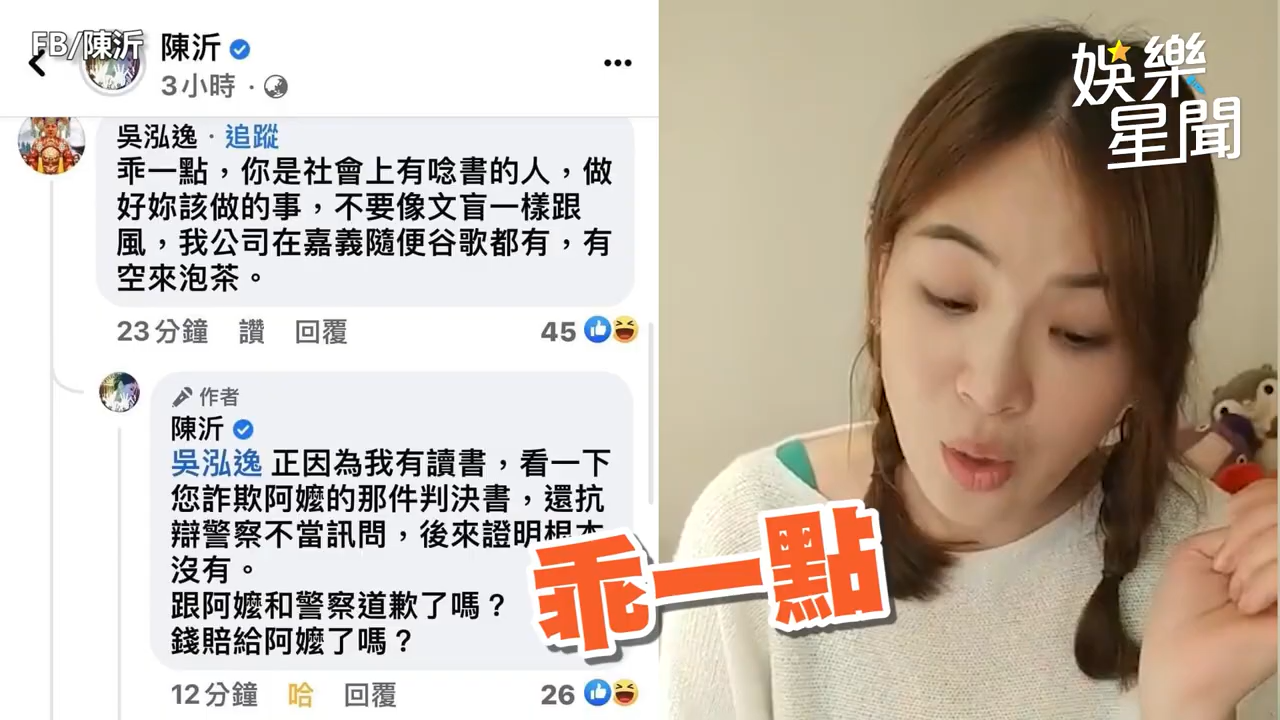 FB/陳沂
陳沂
3小時
吳泓逸·追蹤
乖一點，你是社會上有唸書的人，做
好妳該做的事，不要像文盲一樣跟
風，我公司在嘉義隨便谷歌都有，有
空來泡茶。
23分鐘 讚 回覆 45
作者
陳沂
吳泓逸 正因為我有讀書，看一下
您詐欺阿嬤的那件判決書，還抗
辯警察不當訊問，後來證明根本
沒有。
跟阿嬤和警察道歉了嗎？
錢賠給阿嬤了嗎？
12分鐘 哈 回覆 26
娛樂
星聞
乖一點